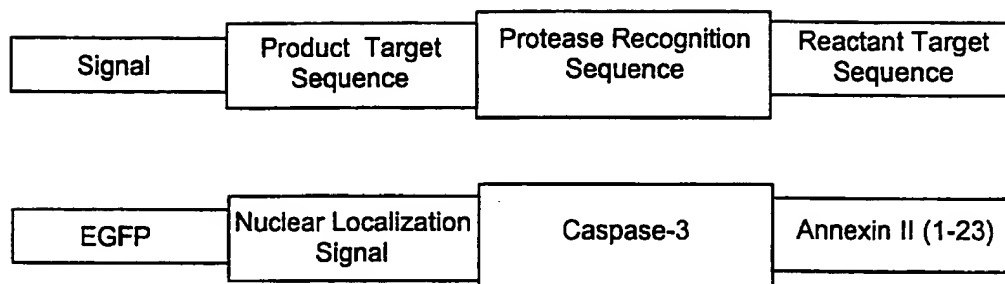 Signal
Product Target
Sequence
Protease Recognition
Sequence
Reactant Target
Sequence
EGFP
Nuclear Localization
Signal
Caspase-3
Annexin II (1-23)